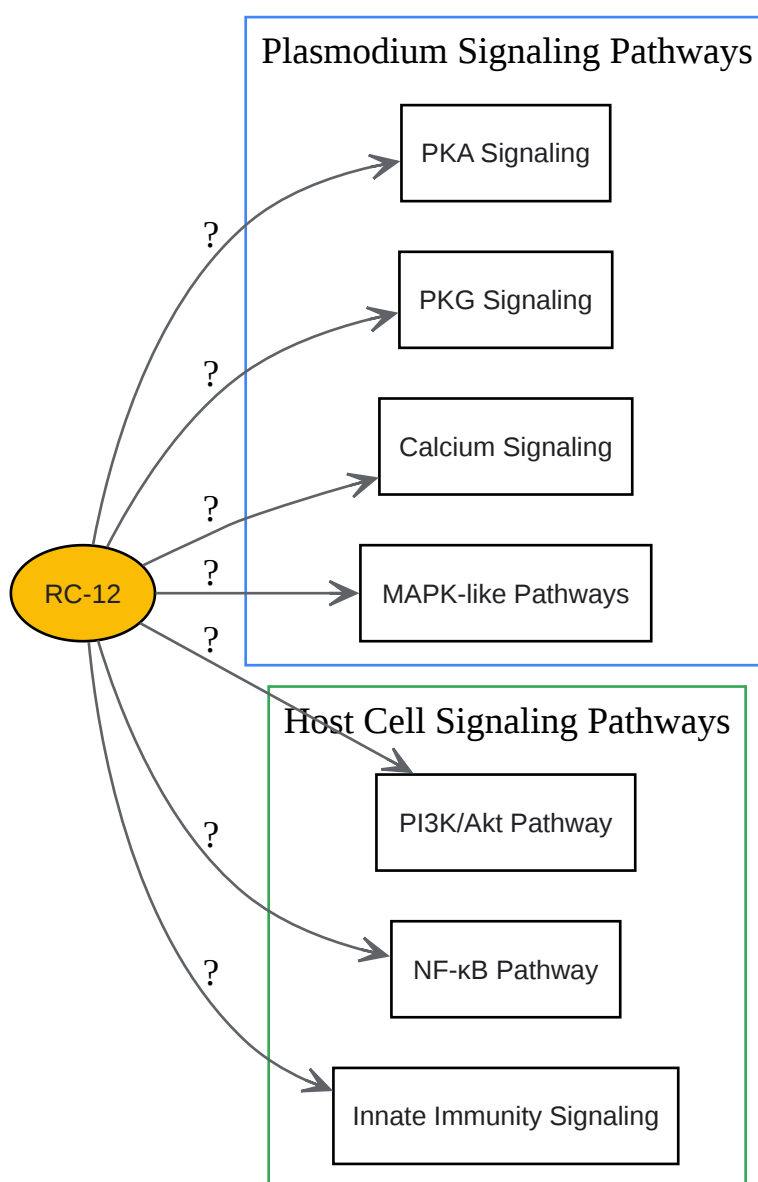 Plasmodium Signaling Pathways
PKA Signaling
?
PKG Signaling
?
Calcium Signaling
?
RC-12
?
MAPK-like Pathways
?
Host Cell Signaling Pathways
PI3K/Akt Pathway
?
NF-κB Pathway
?
Innate Immunity Signaling